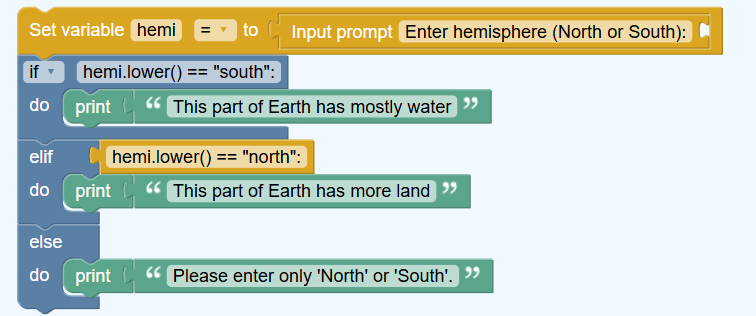 Set variable hemi = to Input prompt Enter hemisphere (North or South):
if hemi.lower() == "south":
do print “ This part of Earth has mostly water ”
elif hemi.lower() == "north":
do print “ This part of Earth has more land ”
else
do print “ Please enter only 'North' or 'South'. ”